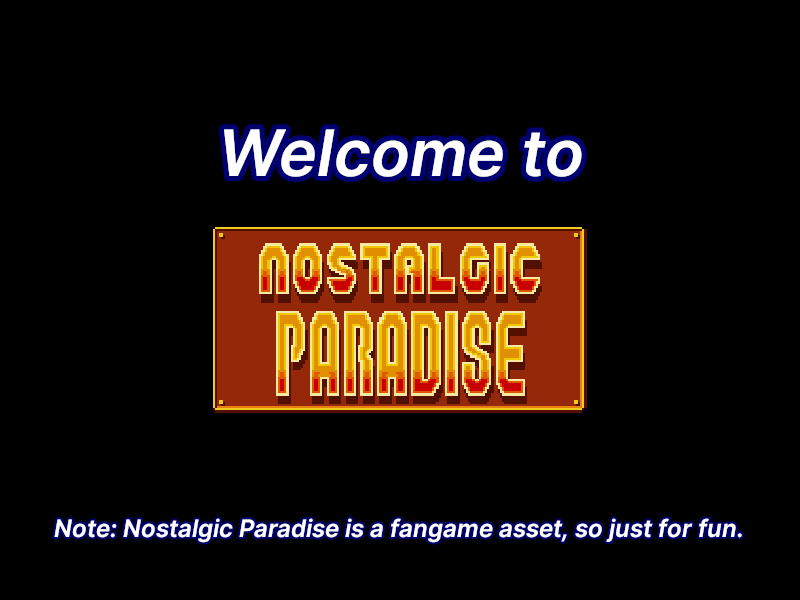 Welcome to
NOSTALGIC
PARADISE
Note: Nostalgic Paradise is a fangame asset, so just for fun.